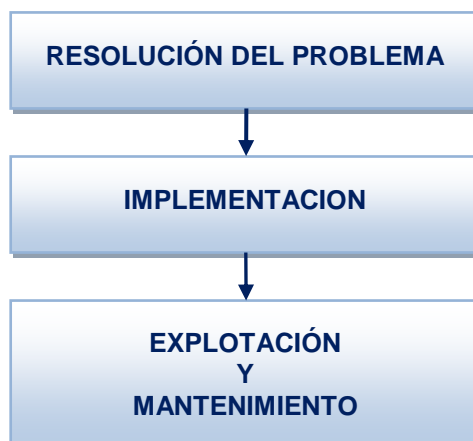 RESOLUCIÓN DEL PROBLEMA
IMPLEMENTACION
EXPLOTACIÓN
Y
MANTENIMIENTO